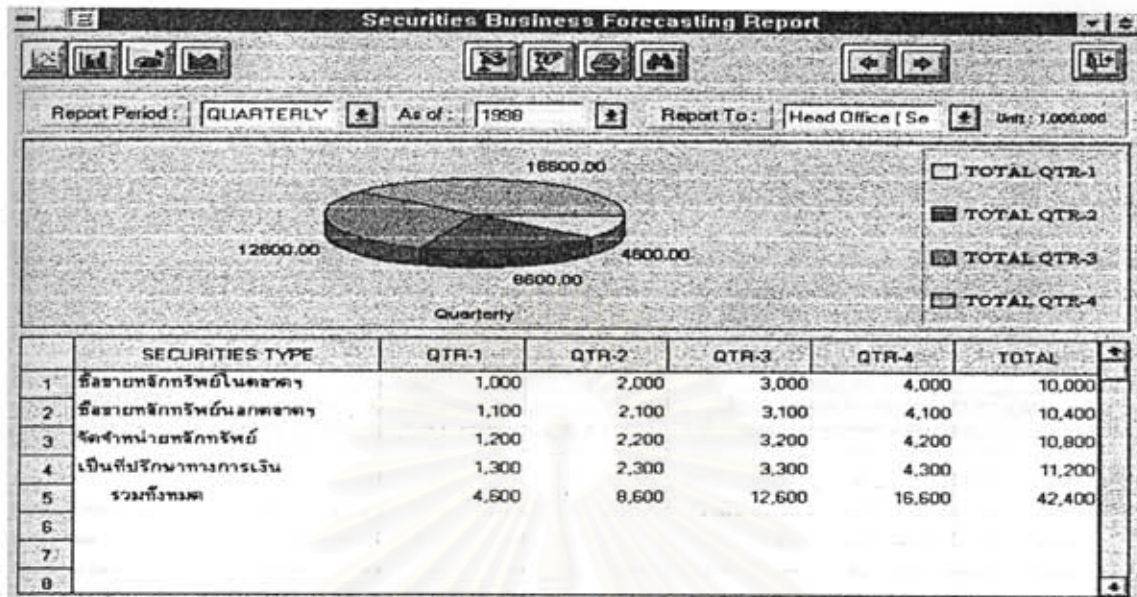 Securities Business Forecasting Report
Report Period : QUARTERLY As of : 1998 Report To : Head Office ( Se Unit : 1,000,000
16600.00
12600.00
4600.00
8600.00
Quarterly
TOTAL QTR-1
TOTAL QTR-2
TOTAL QTR-3
TOTAL QTR-4
SECURITIES TYPE QTR-1 QTR-2 QTR-3 QTR-4 TOTAL
1 ซื้อขายหลักทรัพย์ในตลาดฯ 1,000 2,000 3,000 4,000 10,000
2 ซื้อขายหลักทรัพย์นอกตลาดฯ 1,100 2,100 3,100 4,100 10,400
3 จัดจำหน่ายหลักทรัพย์ 1,200 2,200 3,200 4,200 10,800
4 เป็นที่ปรึกษาทางการเงิน 1,300 2,300 3,300 4,300 11,200
5 รวมทั้งหมด 4,600 8,600 12,600 16,600 42,400
6
7
8